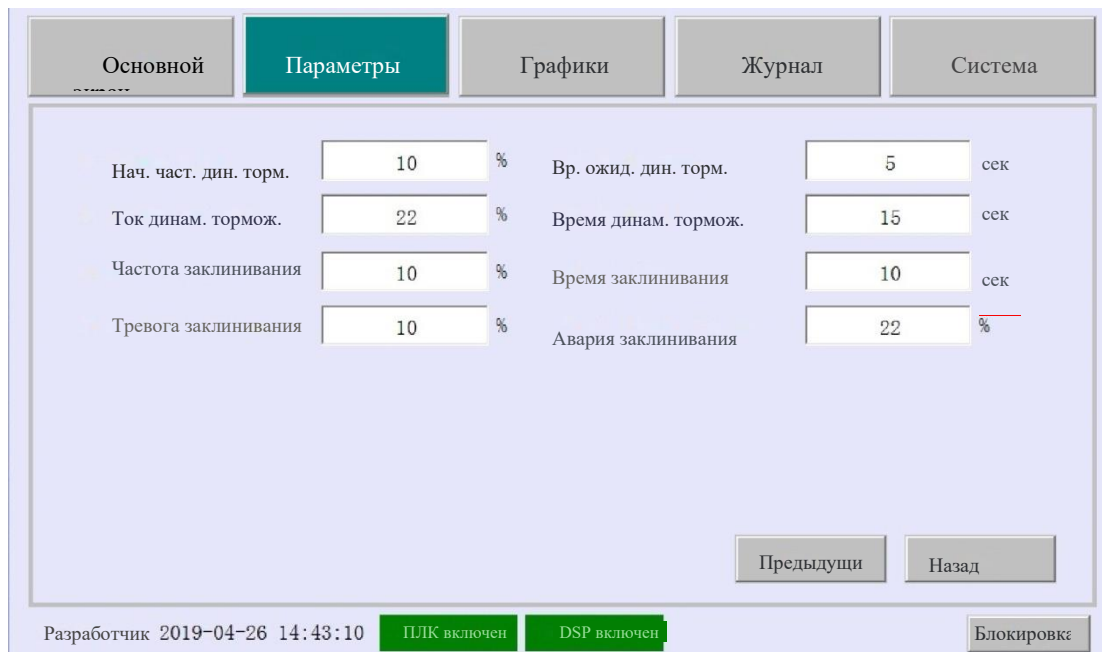 Основной Параметры Графики Журнал Система
Нач. част. дин. торм. 10 % Вр. ожид. дин. торм. 5 сек
Ток динам. тормож. 22 % Время динам. тормож. 15 сек
Частота заклинивания 10 % Время заклинивания 10 сек
Тревога заклинивания 10 % Авария заклинивания 22 %
Предыдущи Назад
Разработчик 2019-04-26 14:43:10 ПЛК включен DSP включен Блокировка